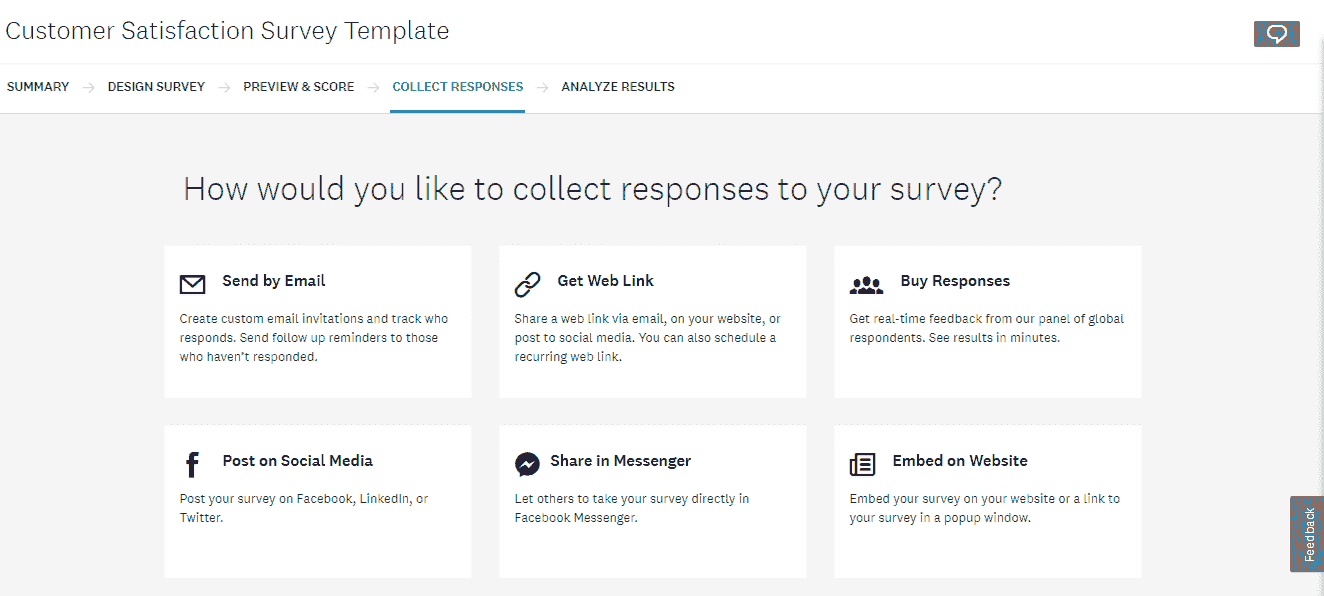 Customer Satisfaction Survey Template
SUMMARY
DESIGN SURVEY
PREVIEW & SCORE
COLLECT RESPONSES
ANALYZE RESULTS
How would you like to collect responses to your survey?
Send by Email
Create custom email invitations and track who
responds. Send follow up reminders to those
who haven't responded.
Get Web Link
Share a web link via email, on your website, or
post to social media. You can also schedule a
recurring web link.
Buy Responses
Get real-time feedback from our panel of global
respondents. See results in minutes.
Post on Social Media
Post your survey on Facebook, LinkedIn, or
Twitter.
Share in Messenger
Let others to take your survey directly in
Facebook Messenger.
Embed on Website
Embed your survey on your website or a link to
your survey in a popup window.
Feedback